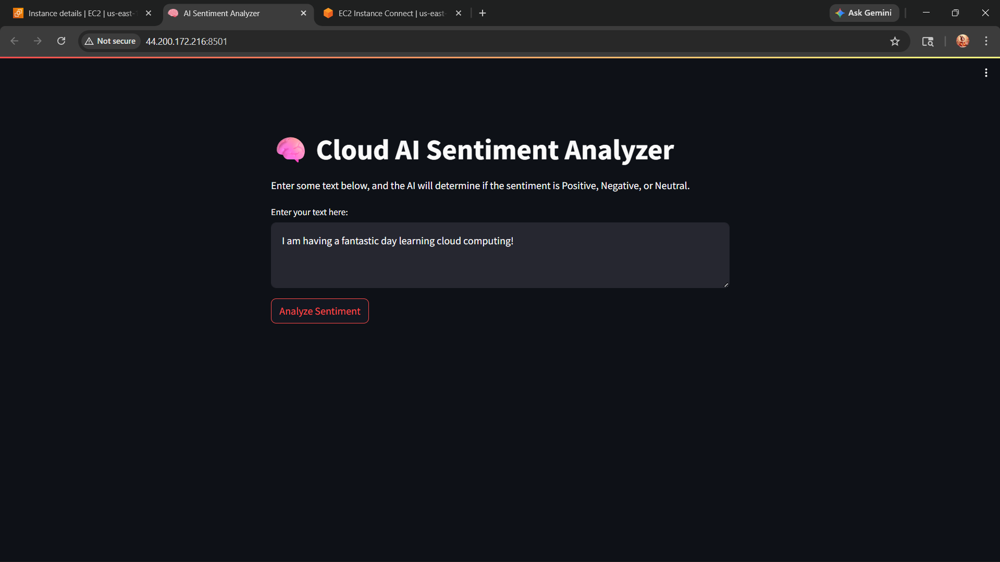 Instance details | EC2 | us-east-
AI Sentiment Analyzer
EC2 Instance Connect | us-east-
Ask Gemini
Not secure
44.200.172.216:8501
Cloud AI Sentiment Analyzer
Enter some text below, and the AI will determine if the sentiment is Positive, Negative, or Neutral.
Enter your text here:
I am having a fantastic day learning cloud computing!
Analyze Sentiment